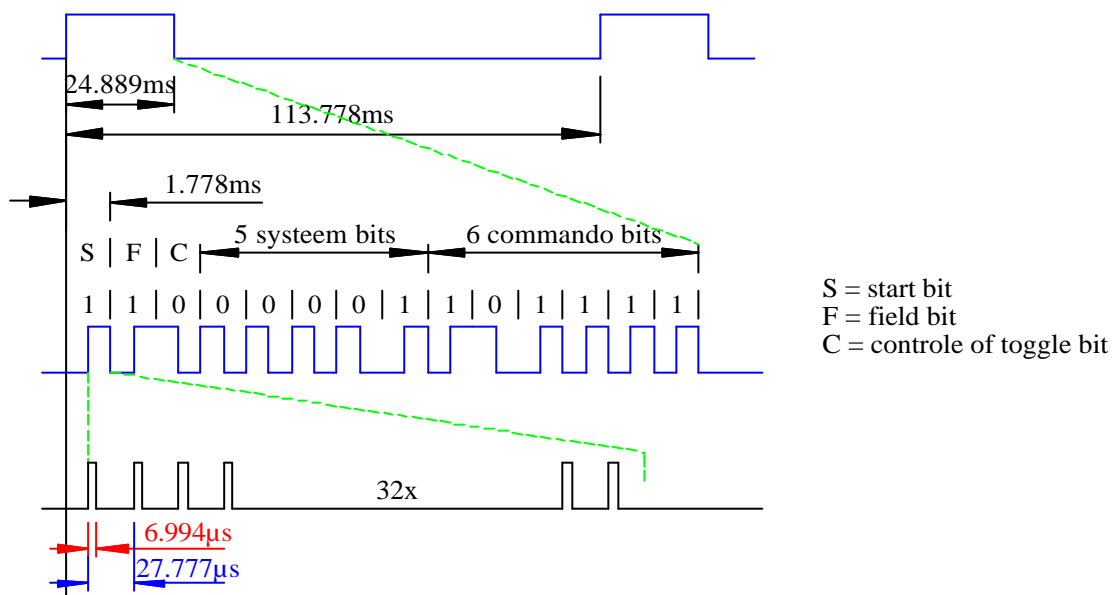 24.889ms
113.778ms
1.778ms
S F C 5 systeem bits 6 commando bits
1 1 0 0 0 0 0 1 1 0 1 1 1 1
S = start bit
F = field bit
C = controle of toggle bit
32x
6.994µs
27.777µs